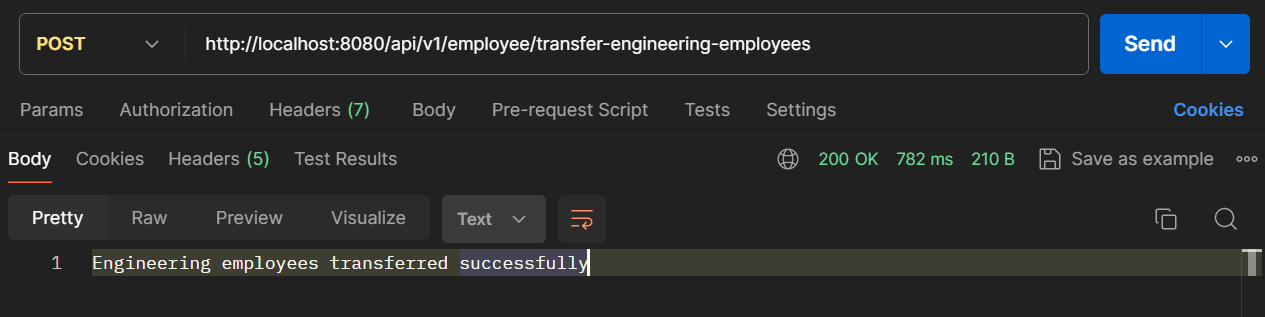 POST http://localhost:8080/api/v1/employee/transfer-engineering-employees Send
Params Authorization Headers (7) Body Pre-request Script Tests Settings Cookies
Body Cookies Headers (5) Test Results 200 OK 782 ms 210 B Save as example
Pretty Raw Preview Visualize Text
1 Engineering employees transferred successfully